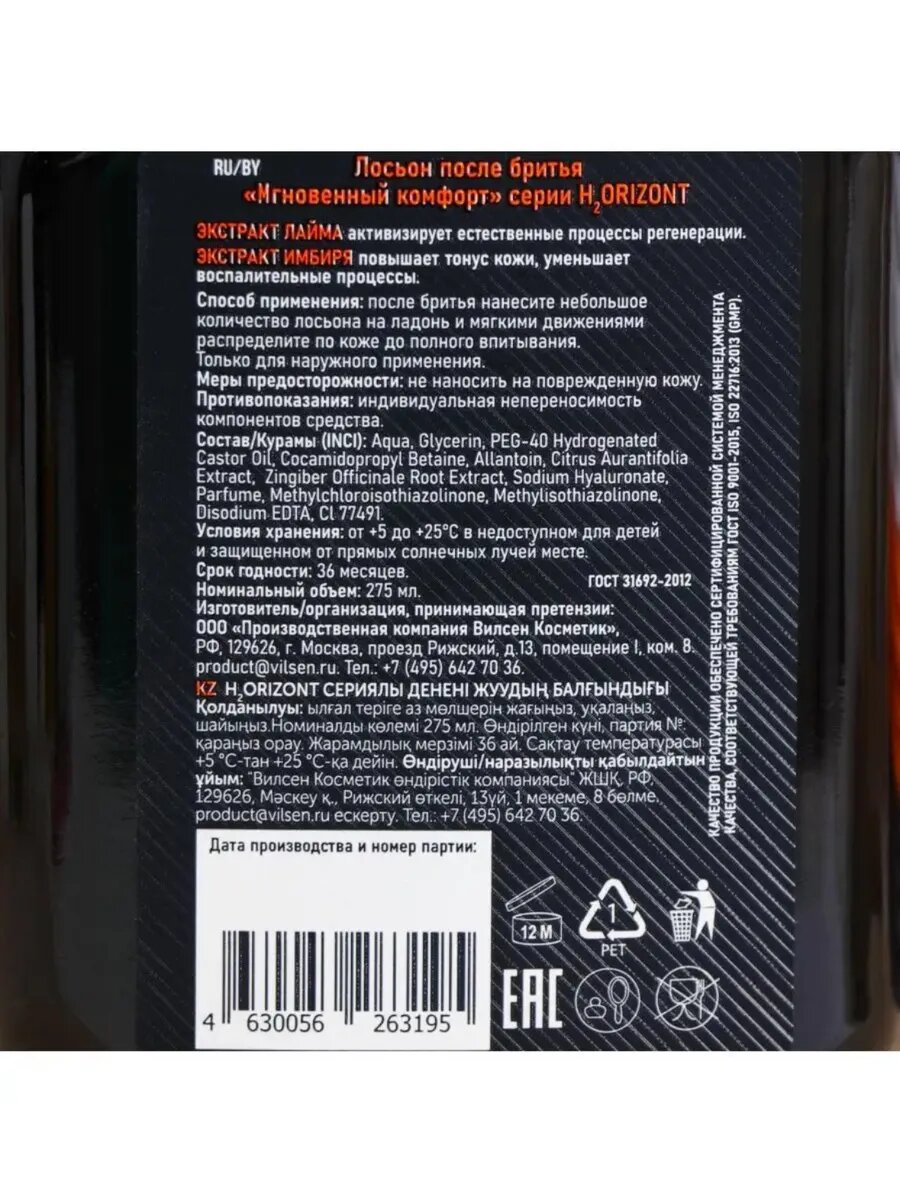 RU/BY
Лосьон после бритья
«Мгновенный комфорт» серии H₂ORIZONT
ЭКСТРАКТ ЛАЙМА активизирует естественные процессы регенерации.
ЭКСТРАКТ ИМБИРЯ повышает тонус кожи, уменьшает
воспалительные процессы.
Способ применения: после бритья нанесите небольшое
количество лосьона на ладонь и мягкими движениями
распределите по коже до полного впитывания.
Только для наружного применения.
Меры предосторожности: не наносить на поврежденную кожу.
Противопоказания: индивидуальная непереносимость
компонентов средства.
Состав/Курамы (INCI): Aqua, Glycerin, PEG-40 Hydrogenated
Castor Oil, Cocamidopropyl Betaine, Allantoin, Citrus Aurantifolia
Extract, Zingiber Officinale Root Extract, Sodium Hyaluronate,
Parfume, Methylchloroisothiazolinone, Methylisothiazolinone,
Disodium EDTA, CI 77491.
Условия хранения: от +5 до +25°С в недоступном для детей
и защищенном от прямых солнечных лучей месте.
Срок годности: 36 месяцев.
ГОСТ 31692-2012
Номинальный объем: 275 мл.
Изготовитель/организация, принимающая претензии:
ООО «Производственная компания Вилсен Косметик»,
РФ, 129626, г. Москва, проезд Рижский, д.13, помещение I, ком. 8.
product@vilsen.ru. Тел.: +7 (495) 642 70 36.
KZ H₂ORIZONT СЕРИЯЛЫ ДЕНЕНІ ЖУУДЫҢ БАЛҒЫНДЫҒЫ
Қолданылуы: ылғал теріге аз мөлшерін жағыңыз, уқалаңыз,
шайыңыз.Номиналды көлемі 275 мл. Өндірілген күні, партия №:
қараңыз орау. Жарамдылық мерзімі 36 ай. Сақтау температурасы
+5 °С-тан +25 °С-қа дейін. Өндіруші/наразылықты қабылдайтын
ұйым: "Вилсен Косметик өндірістік компаниясы" ЖШҚ, РФ,
129626, Мәскеу қ., Рижский өткелі, 13үй, 1 мекеме, 8 бөлме.
product@vilsen.ru ескерту. Тел.: +7 (495) 642 70 36.
КАЧЕСТВО ПРОДУКЦИИ ОБЕСПЕЧЕНО СЕРТИФИЦИРОВАННОЙ СИСТЕМОЙ МЕНЕДЖМЕНТА
КАЧЕСТВА, СООТВЕТСТВУЮЩЕЙ ТРЕБОВАНИЯМ ГОСТ ISO 9001-2015, ISO 22716:2013 (GMP).
Дата производства и номер партии:
12 M
1
PET
EAC
4 630056 263195